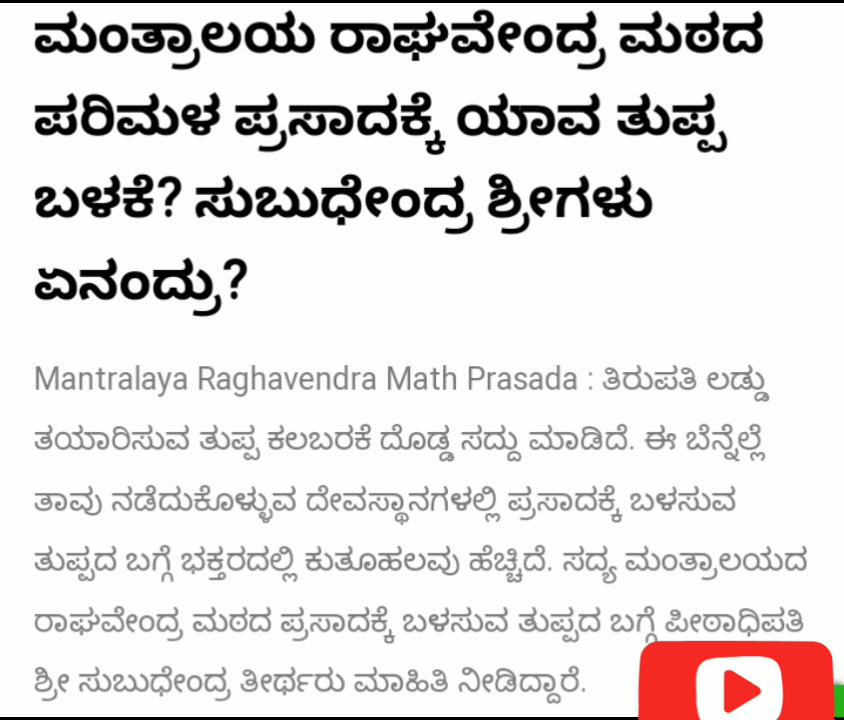 ಮಂತ್ರಾಲಯ ರಾಘವೇಂದ್ರ ಮಠದ
ಪರಿಮಳ ಪ್ರಸಾದಕ್ಕೆ ಯಾವ ತುಪ್ಪ
ಬಳಕೆ? ಸುಬುಧೇಂದ್ರ ಶ್ರೀಗಳು
ಏನಂದ್ರು?
Mantralaya Raghavendra Math Prasada : ತಿರುಪತಿ ಲಡ್ಡು
ತಯಾರಿಸುವ ತುಪ್ಪ ಕಲಬರಕೆ ದೊಡ್ಡ ಸದ್ದು ಮಾಡಿದೆ. ಈ ಬೆನ್ನೆಲ್ಲೆ
ತಾವು ನಡೆದುಕೊಳ್ಳುವ ದೇವಸ್ಥಾನಗಳಲ್ಲಿ ಪ್ರಸಾದಕ್ಕೆ ಬಳಸುವ
ತುಪ್ಪದ ಬಗ್ಗೆ ಭಕ್ತರದಲ್ಲಿ ಕುತೂಹಲವು ಹೆಚ್ಚಿದೆ. ಸದ್ಯ ಮಂತ್ರಾಲಯದ
ರಾಘವೇಂದ್ರ ಮಠದ ಪ್ರಸಾದಕ್ಕೆ ಬಳಸುವ ತುಪ್ಪದ ಬಗ್ಗೆ ಪೀಠಾಧಿಪತಿ
ಶ್ರೀ ಸುಬುಧೇಂದ್ರ ತೀರ್ಥರು ಮಾಹಿತಿ ನೀಡಿದ್ದಾರೆ.